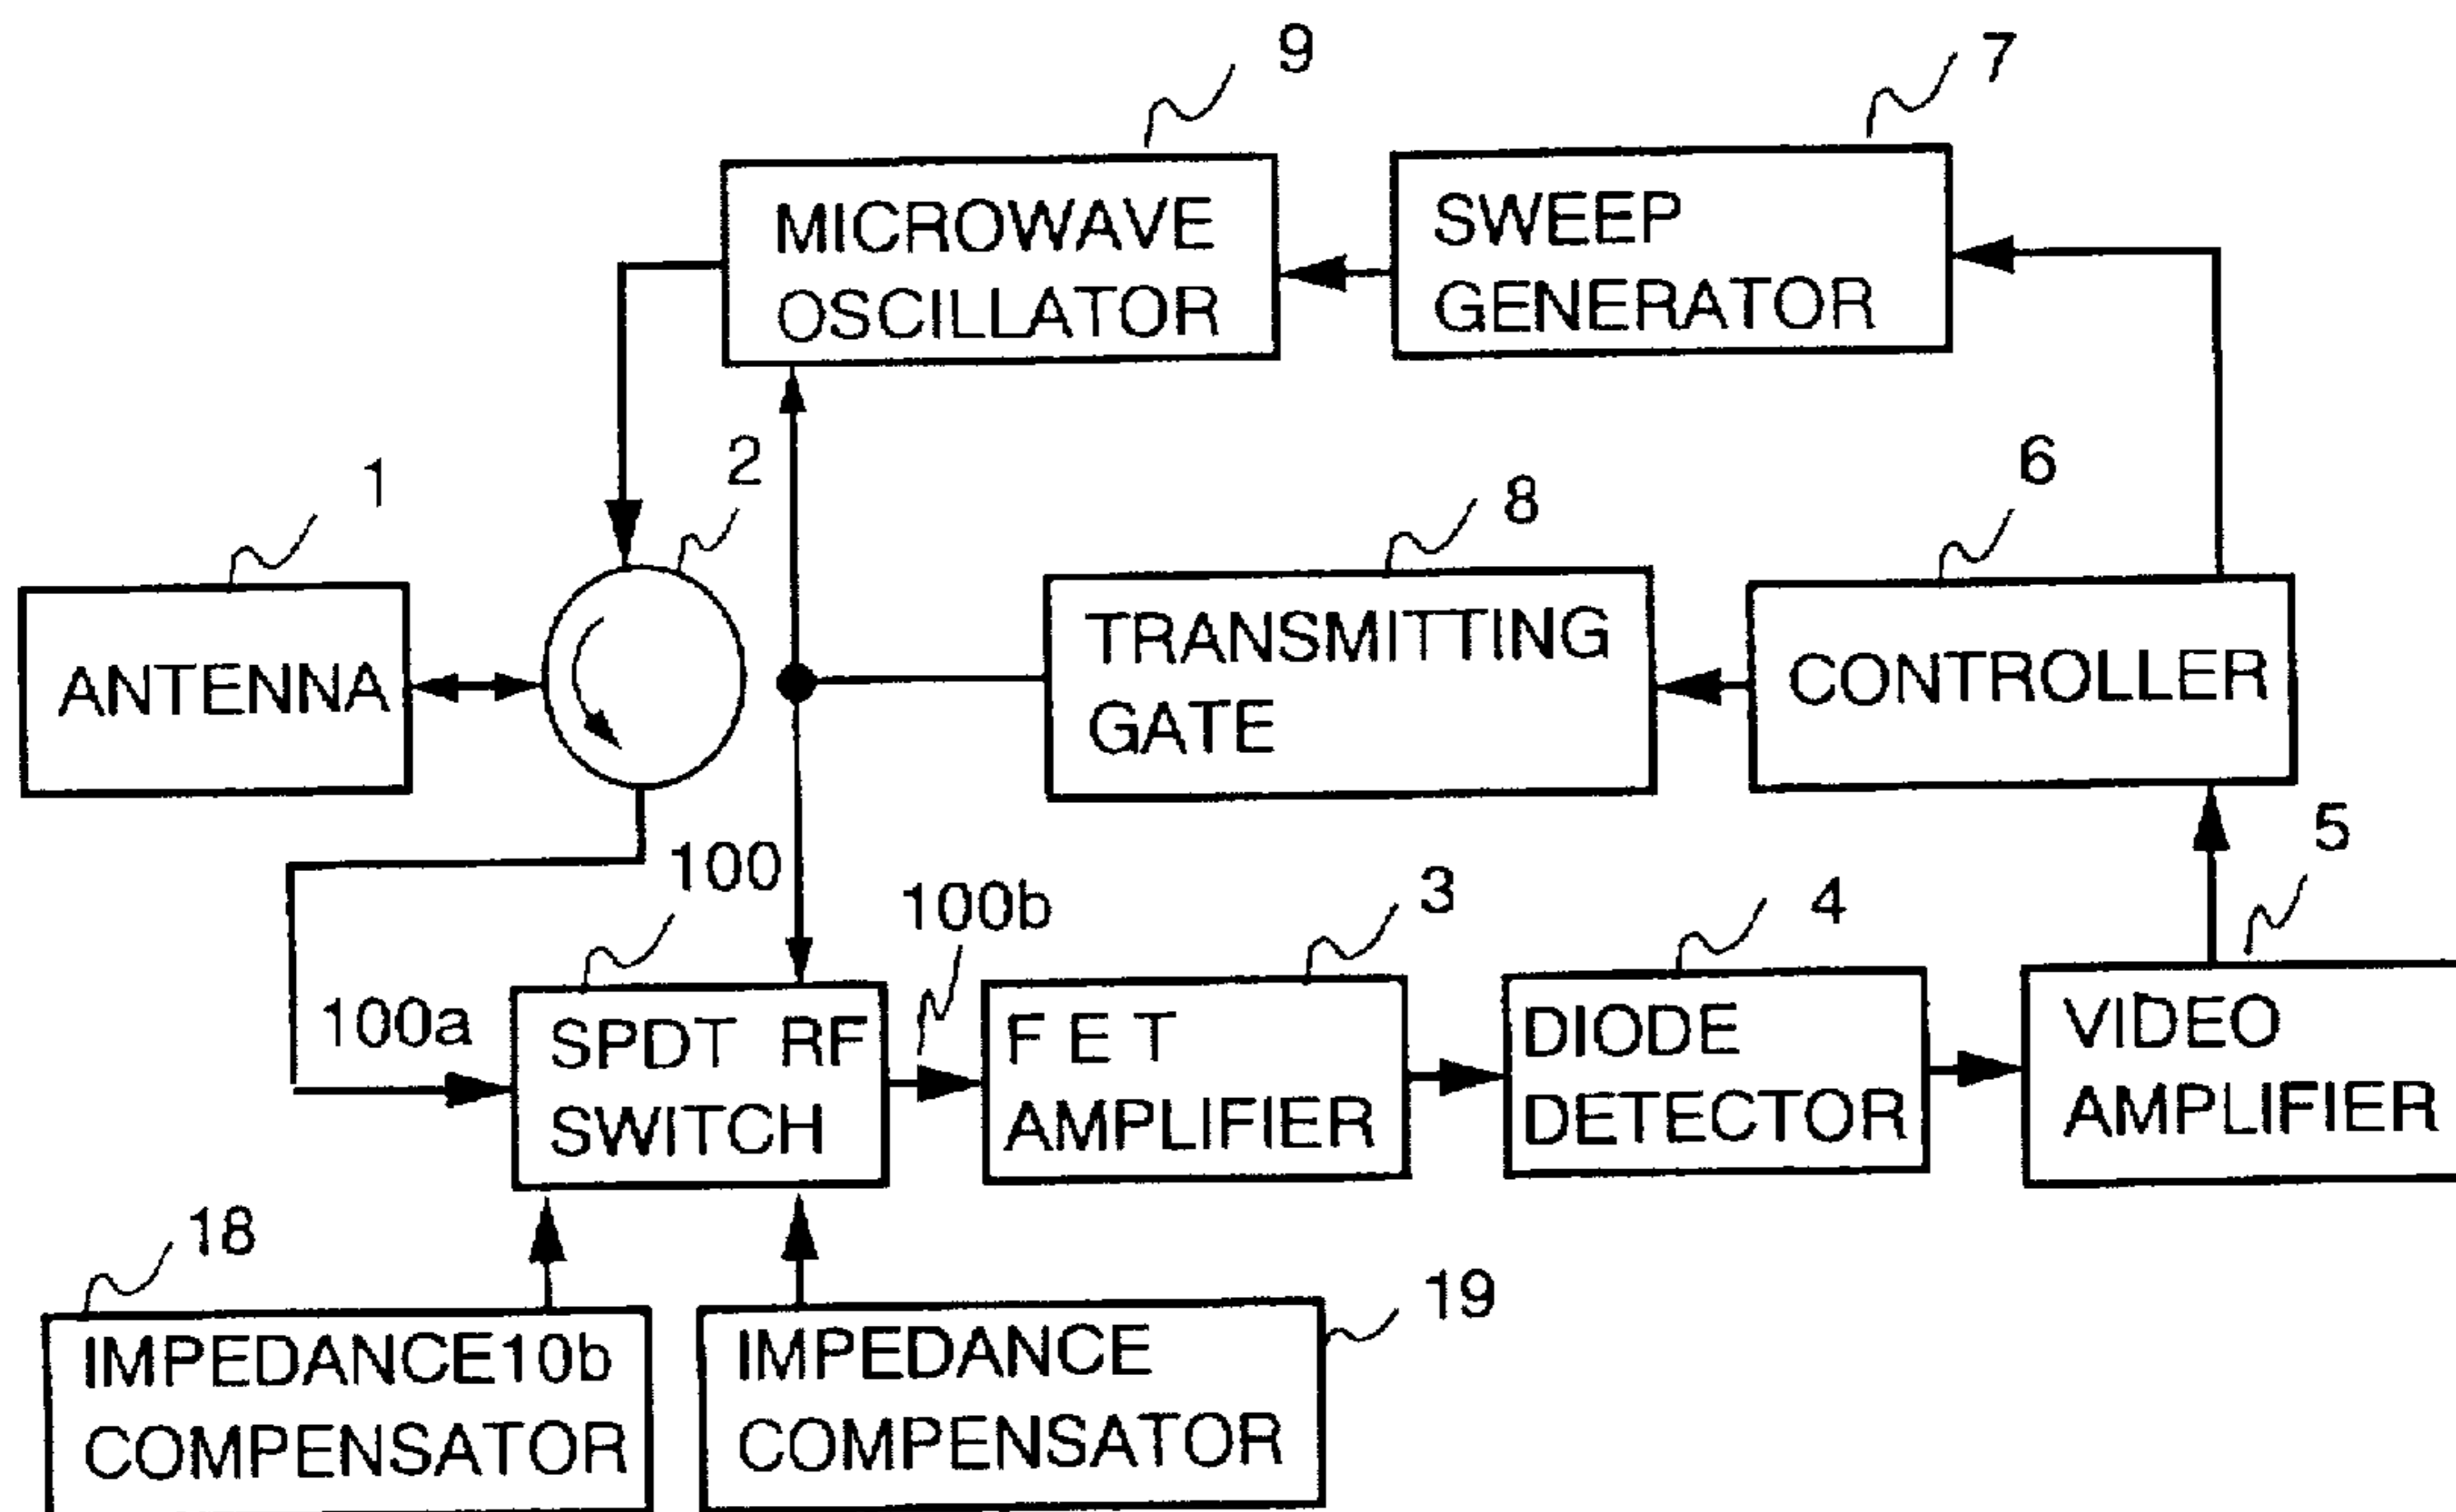 9
7
MICROWAVE
OSCILLATOR
SWEEP
GENERATOR
1
2
8
6
ANTENNA
TRANSMITTING
GATE
CONTROLLER
5
100
100b
3
4
100a
SPDT RF
SWITCH
F E T
AMPLIFIER
DIODE
DETECTOR
VIDEO
AMPLIFIER
18
19
IMPEDANCE10b
COMPENSATOR
IMPEDANCE
COMPENSATOR